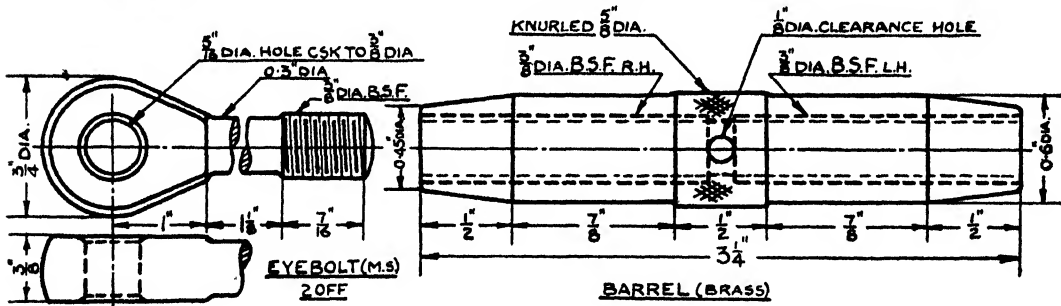 5/16" DIA. HOLE CSK TO 3/8" DIA
0.3" DIA
3/8" DIA. B.S.F.
3/4" DIA.
1"
1 1/8"
7/16"
3/8"
EYEBOLT (M.S)
2 OFF
KNURLED 5/8" DIA.
1/8" DIA. CLEARANCE HOLE
3/8" DIA. B.S.F. R.H.
3/8" DIA. B.S.F. L.H.
0.45" DIA.
0.6" DIA.
1/2"
7/8"
1/2"
7/8"
1/2"
3 1/4"
BARREL (BRASS)